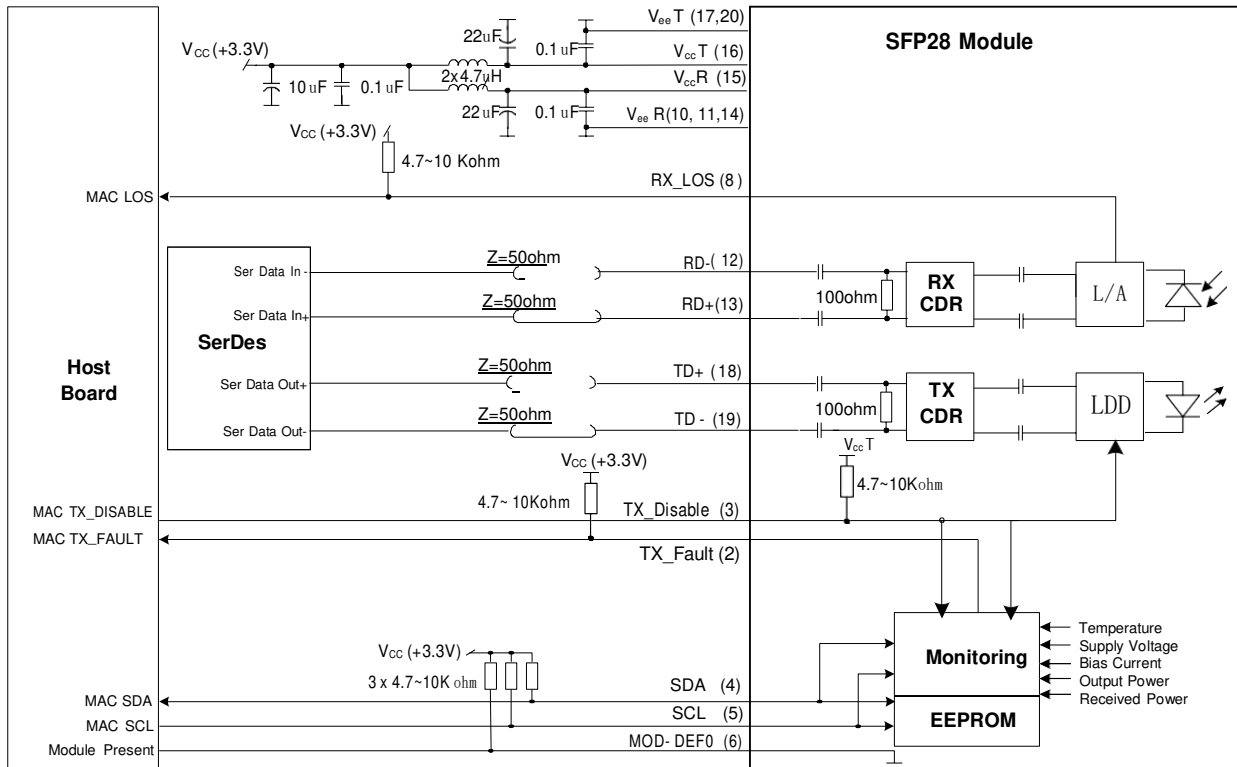 VeeT (17,20)
22uF
0.1 uF
SFP28 Module
VCC (+3.3V)
VccT (16)
2x4.7uH
VccR (15)
10 uF
0.1 uF
22uF
0.1 uF
Vee R(10, 11,14)
VCC (+3.3V)
4.7~10 Kohm
RX_LOS (8)
MAC LOS
Z=50ohm
Ser Data In -
RD-( 12)
100ohm
RX
CDR
L/A
Z=50ohm
Ser Data In+
RD+(13)
SerDes
Host
Board
Z=50ohm
Ser Data Out+
TD+ (18)
100ohm
TX
CDR
LDD
Z=50ohm
Ser Data Out-
TD - (19)
VccT
VCC (+3.3V)
4.7~10Kohm
4.7~ 10Kohm
MAC TX_DISABLE
TX_Disable (3)
MAC TX_FAULT
TX_Fault (2)
Temperature
Supply Voltage
Bias Current
Output Power
Received Power
Monitoring
EEPROM
VCC (+3.3V)
3 x 4.7~10K ohm
MAC SDA
SDA (4)
MAC SCL
SCL (5)
Module Present
MOD- DEF0 (6)